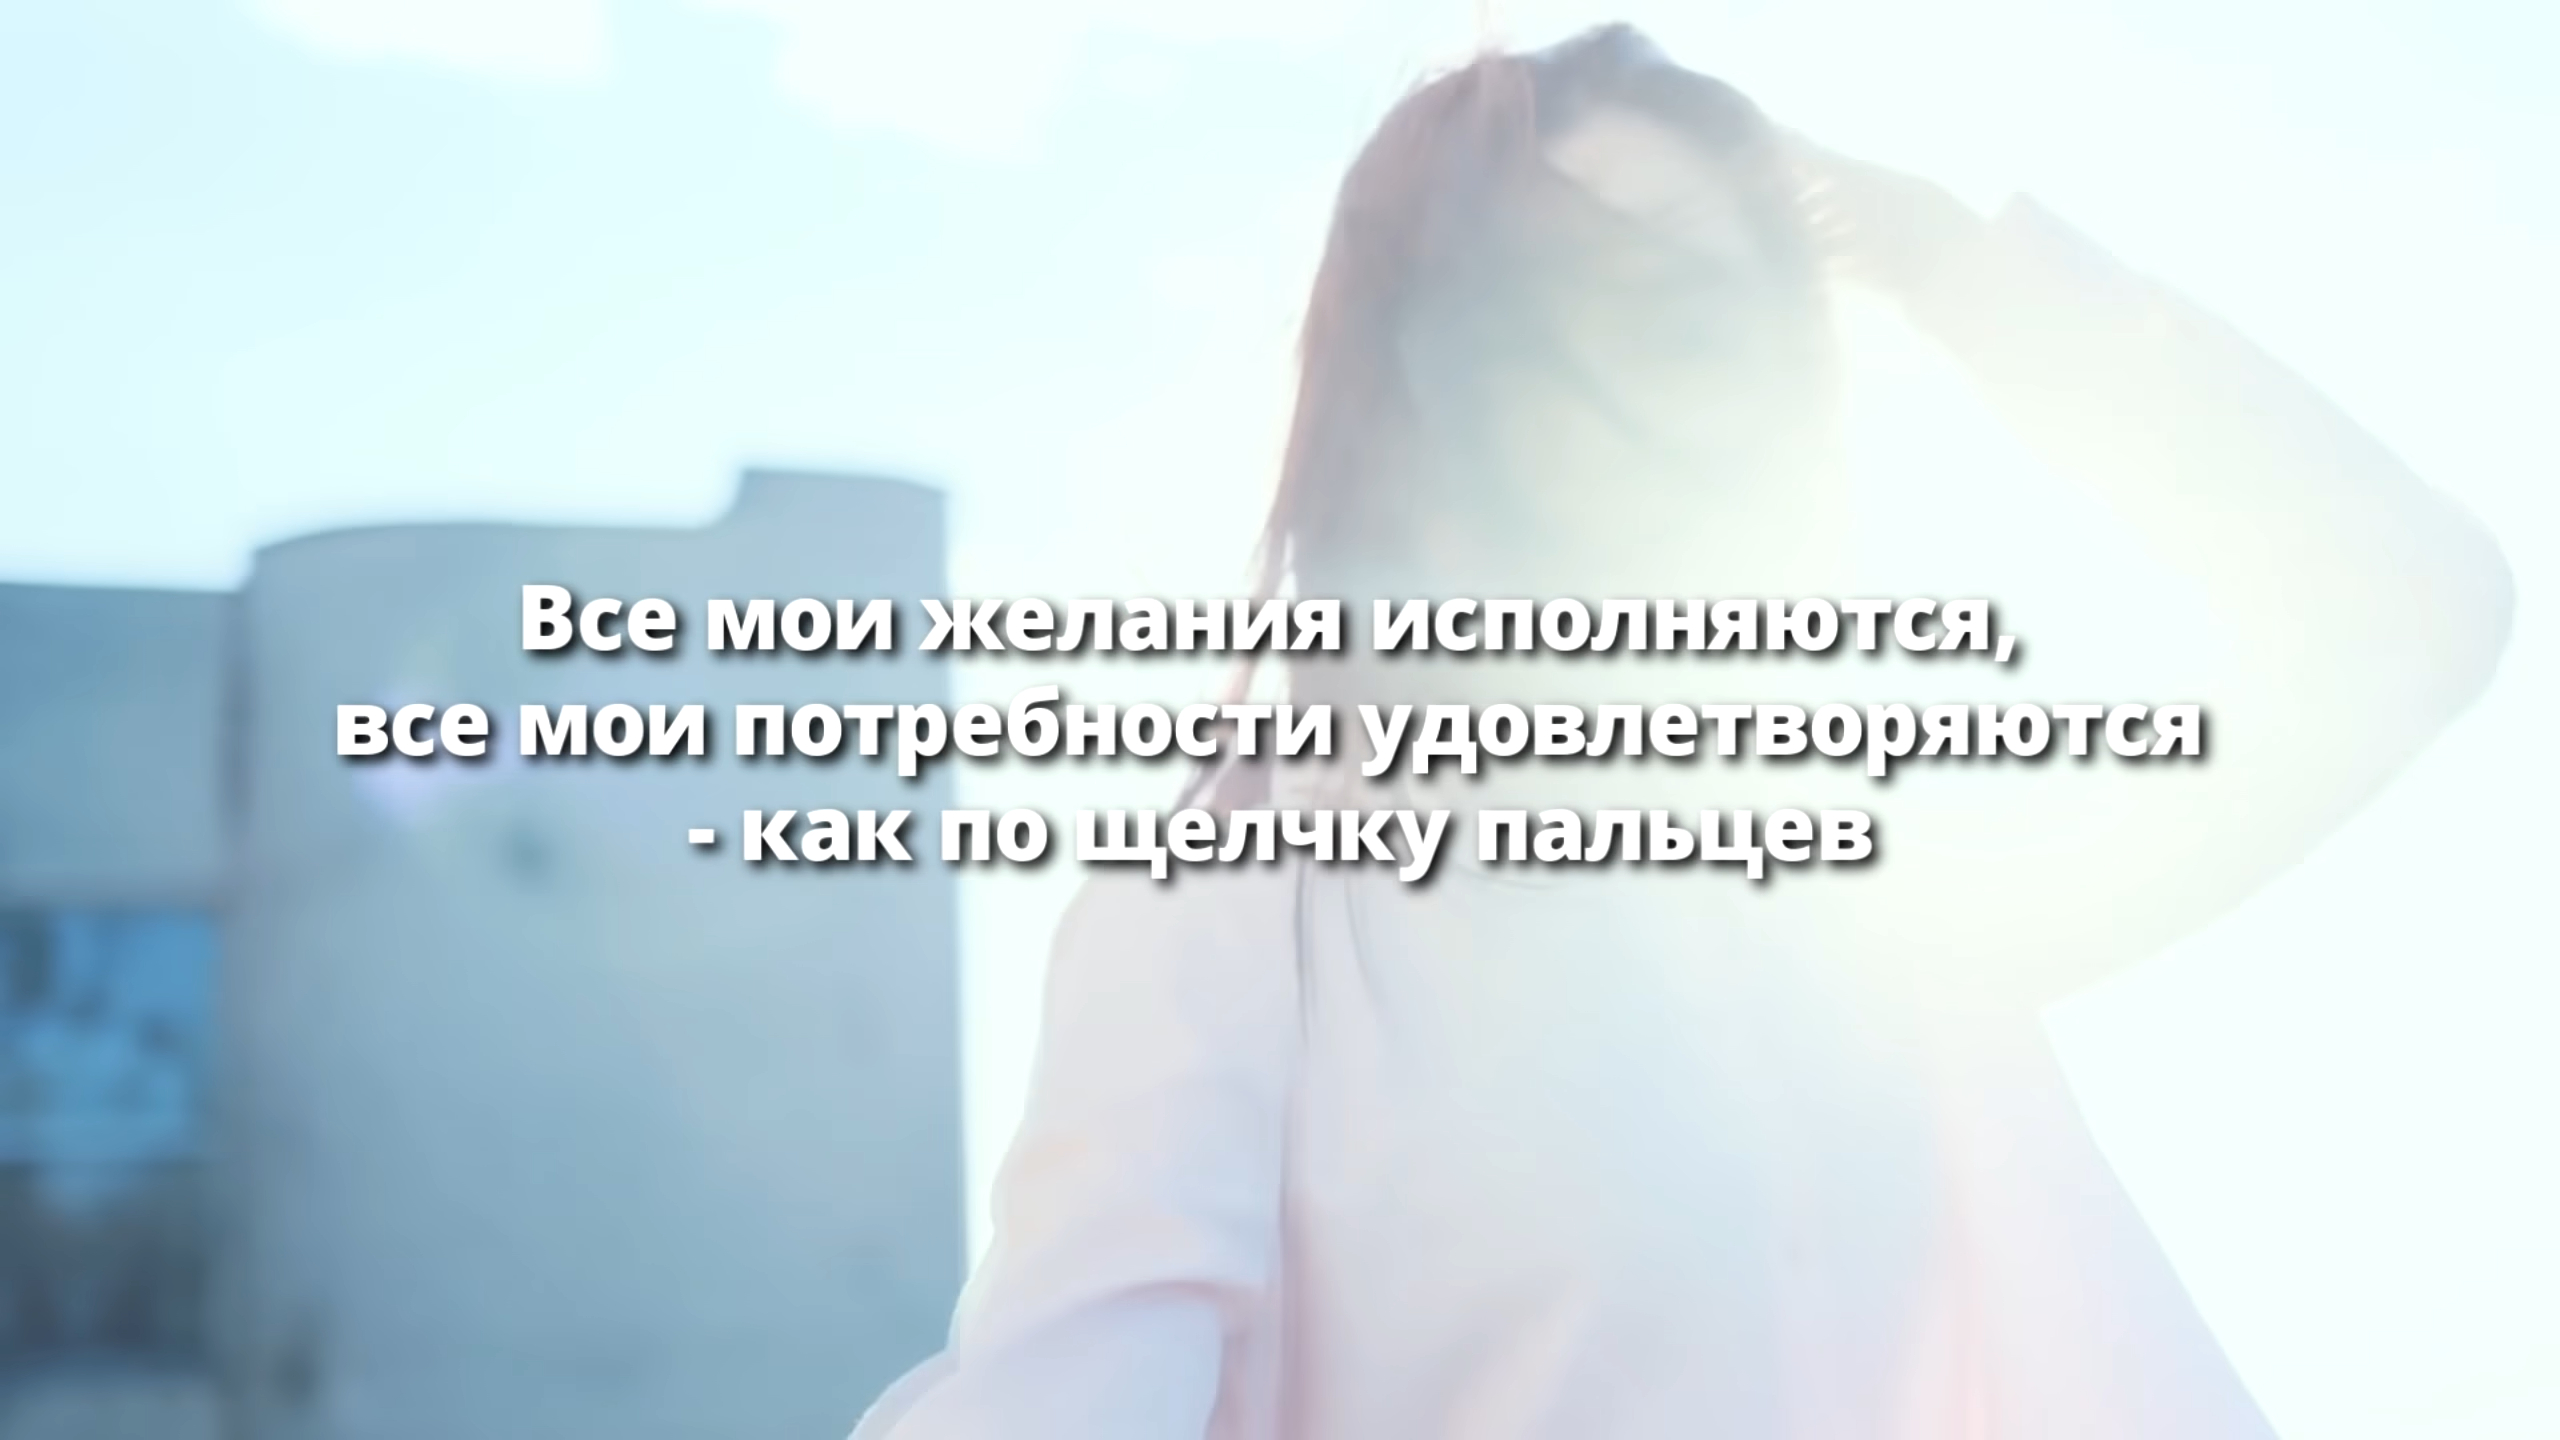 Все мои желания исполняются,
все мои потребности удовлетворяются
- как по щелчку пальцев